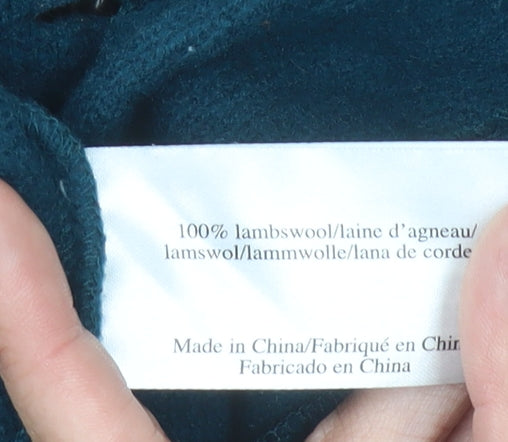 100% lambswool/laine d'agneau/
lamswol/lammwolle/lana de corde
Made in China/Fabriqué en Chin
Fabricado en China